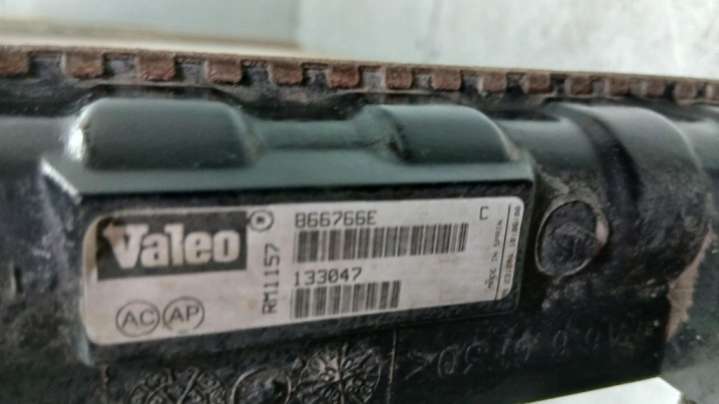 Valeo
R
RM1157
866766E
C
133047
AC AP
MADE IN SPAIN